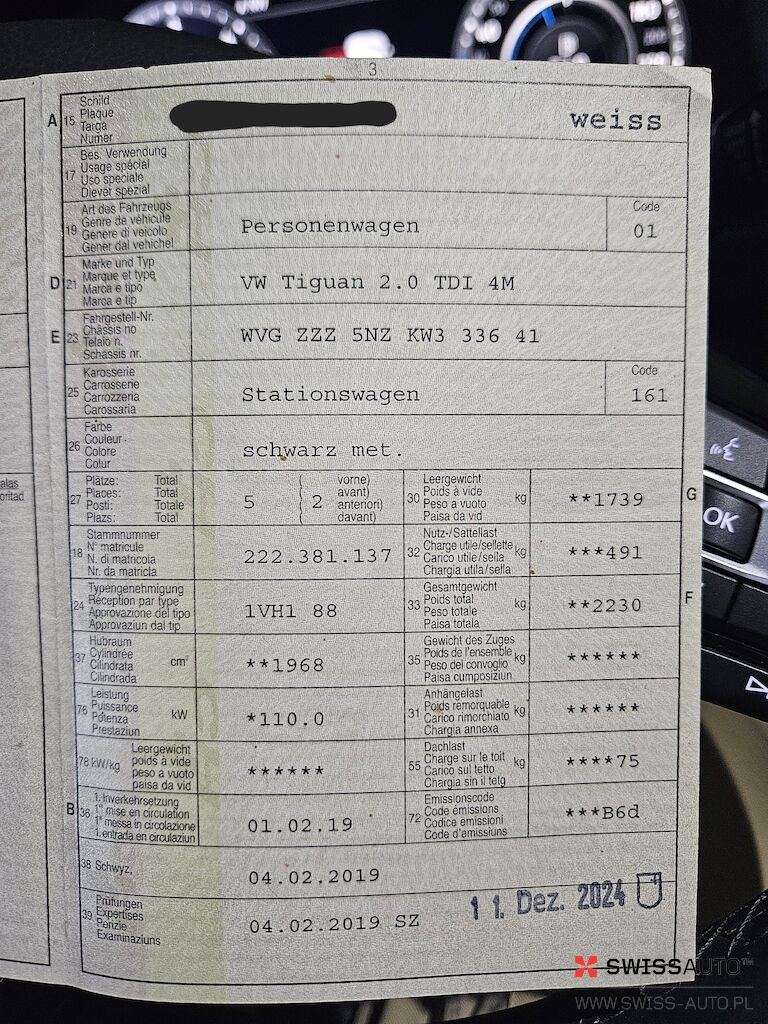 3
A 15 Schild
Plaque
Targa
Numer
weiss
17 Bes. Verwendung
Usage spécial
Uso speciale
Diever spezial
19 Art des Fahrzeugs
Genre de véhicule
Genere di veicolo
Gener dal vehichel
Personenwagen
Code
01
D 21 Marke und Typ
Marque et type
Marca e tipo
Marca e tip
VW Tiguan 2.0 TDI 4M
E 23 Fahrgestell-Nr.
Châssis no
Telaio n.
Schassis nr.
WVG ZZZ 5NZ KW3 336 41
25 Karosserie
Carrosserie
Carrozzeria
Carossaria
Stationswagen
Code
161
26 Farbe
Couleur
Colore
Colur
schwarz met.
27 Plätze: Total
Places: Total
Posti: Totale
Plazs: Total
5
( 2 vorne)
avant)
anteriori)
davant)
30 Leergewicht
Poids à vide
Peso a vuoto
Paisa da vid
kg
**1739
G
18 Stammnummer
N° matricule
N. di matricola
Nr. da matricla
222.381.137
32 Nutz-/Sattellast
Charge utile/sellette
Carico utile/sella
Chargia utila/sella
kg
***491
24 Typengenehmigung
Réception par type
Approvazione del tipo
Approvaziun dal tip
1VH1 88
33 Gesamtgewicht
Poids total
Peso totale
Paisa totala
kg
**2230
F
37 Hubraum
Cylindrée
Cilindrata
Cilindrada
cm³
**1968
35 Gewicht des Zuges
Poids de l'ensemble
Peso del convoglio
Paisa cumposiziun
kg
******
76 Leistung
Puissance
Potenza
Prestaziun
kW
*110.0
31 Anhängelast
Poids remorquable
Carico rimorchiato
Chargia annexa
kg
******
78 kW/kg Leergewicht
poids à vide
peso a vuoto
paisa da vid
******
55 Dachlast
Charge sur le toit
Carico sul tetto
Chargia sin il tetg
kg
****75
B 36 1. Inverkehrsetzung
1re mise en circulation
1a messa in circolazione
1. entrada en circulaziun
01.02.19
72 Emissionscode
Code émissions
Codice emissioni
Code d'emissiuns
***B6d
38 Schwyz,
04.02.2019
39 Prüfungen
Expertises
Perizie
Examinaziuns
04.02.2019 SZ
11. Dez. 2024
OK
SWISSAUTO™
WWW.SWISS-AUTO.PL